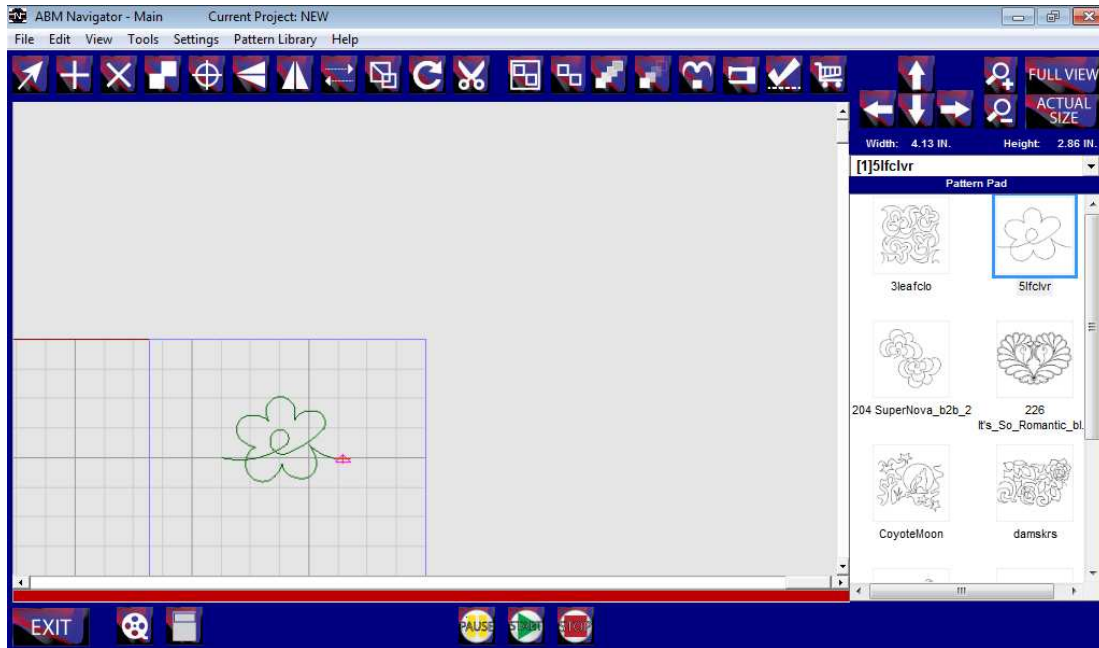 ABM Navigator - Main Current Project: NEW
File Edit View Tools Settings Pattern Library Help
FULL VIEW
ACTUAL
SIZE
Width: 4.13 IN. Height: 2.86 IN.
[1]5lfclvr
Pattern Pad
3leafclo 5lfclvr
204 SuperNova_b2b_2 226
It's_So_Romantic_bl.
CoyoteMoon damskrs
EXIT PAUSE START STOP